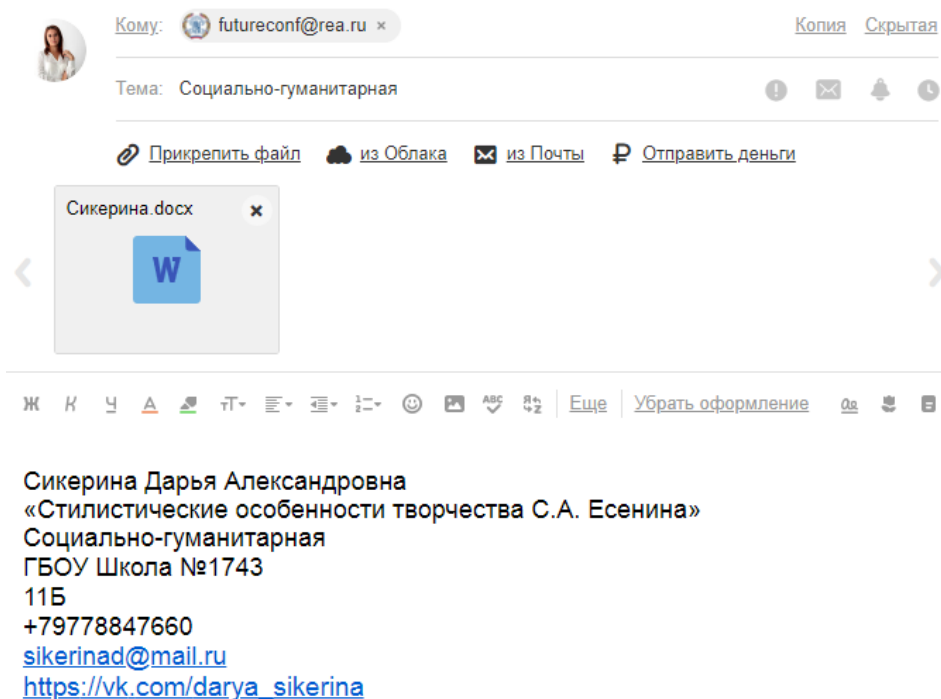 Кому: futureconf@rea.ru × Копия Скрытая
Тема: Социально-гуманитарная
Прикрепить файл из Облака из Почты Отправить деньги
Сикерина.docx ×
W
Ж К Ч А тТ ABC Еще Убрать оформление
Сикерина Дарья Александровна
«Стилистические особенности творчества С.А. Есенина»
Социально-гуманитарная
ГБОУ Школа №1743
11Б
+79778847660
sikerinad@mail.ru
https://vk.com/darya_sikerina